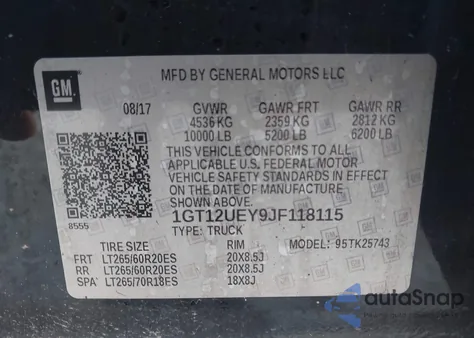 GM
MFD BY GENERAL MOTORS LLC
08/17 GVWR GAWR FRT GAWR RR
4536 KG 2359 KG 2812 KG
10000 LB 5200 LB 6200 LB
THIS VEHICLE CONFORMS TO ALL
APPLICABLE U.S. FEDERAL MOTOR
VEHICLE SAFETY STANDARDS IN
EFFECT ON THE DATE OF MANUFACTURE
SHOWN ABOVE.
8555 1GT12UEY9JF118115
TYPE: TRUCK
TIRE SIZE RIM MODEL: 95TK25743
FRT LT265/60R20ES 20X8.5J
RR LT265/60R20ES 20X8.5J
SPA LT265/70R18ES 18X8J
autoSnap